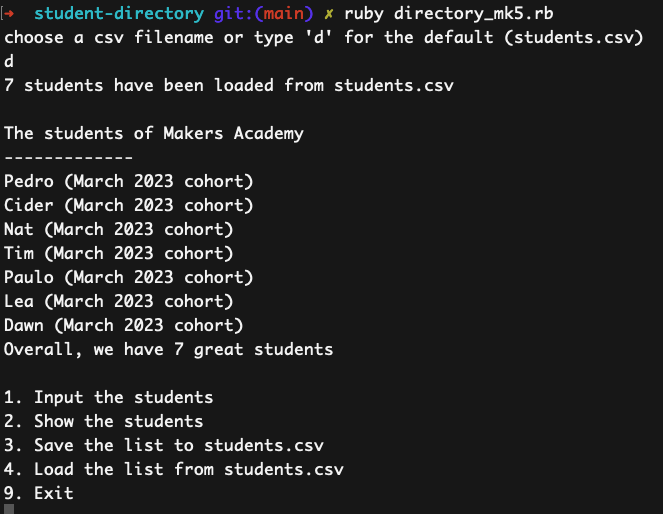 → student-directory git:(main) ✗ ruby directory_mk5.rb
choose a csv filename or type 'd' for the default (students.csv)
d
7 students have been loaded from students.csv
The students of Makers Academy
-------------
Pedro (March 2023 cohort)
Cider (March 2023 cohort)
Nat (March 2023 cohort)
Tim (March 2023 cohort)
Paulo (March 2023 cohort)
Lea (March 2023 cohort)
Dawn (March 2023 cohort)
Overall, we have 7 great students
1. Input the students
2. Show the students
3. Save the list to students.csv
4. Load the list from students.csv
9. Exit